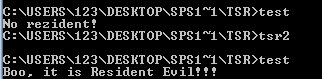 C:\USERS\123\DESKTOP\SPS1~1\TSR>test
No rezident!
C:\USERS\123\DESKTOP\SPS1~1\TSR>tsr2
C:\USERS\123\DESKTOP\SPS1~1\TSR>test
Boo, it is Resident Evil!!!